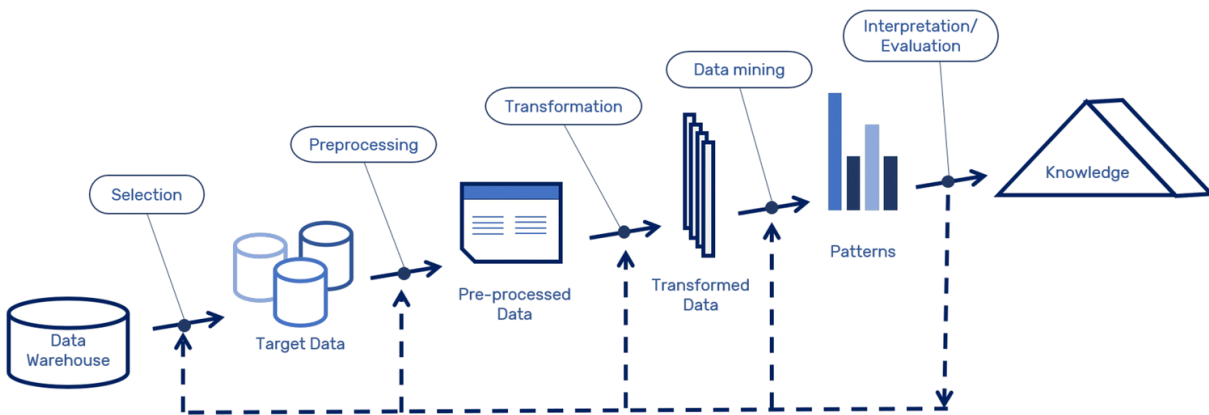 Interpretation/
Evaluation
Data mining
Transformation
Preprocessing
Selection
Knowledge
Patterns
Transformed
Data
Pre-processed
Data
Target Data
Data
Warehouse